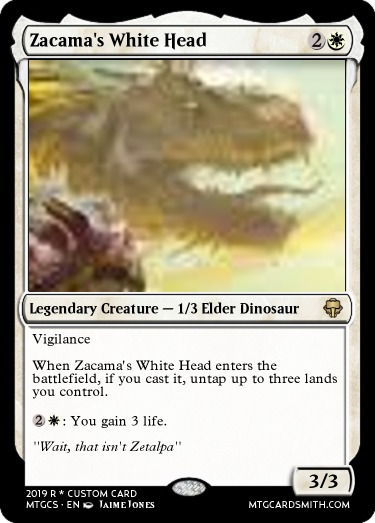 Zacama's White Head 2
Legendary Creature — 1/3 Elder Dinosaur
Vigilance
When Zacama's White Head enters the
battlefield, if you cast it, untap up to three lands
you control.
2 : You gain 3 life.
"Wait, that isn't Zetalpa"
3/3
2019 R * CUSTOM CARD
MTGCS · EN JAIMEJONES
MTGCARDSMITH.COM